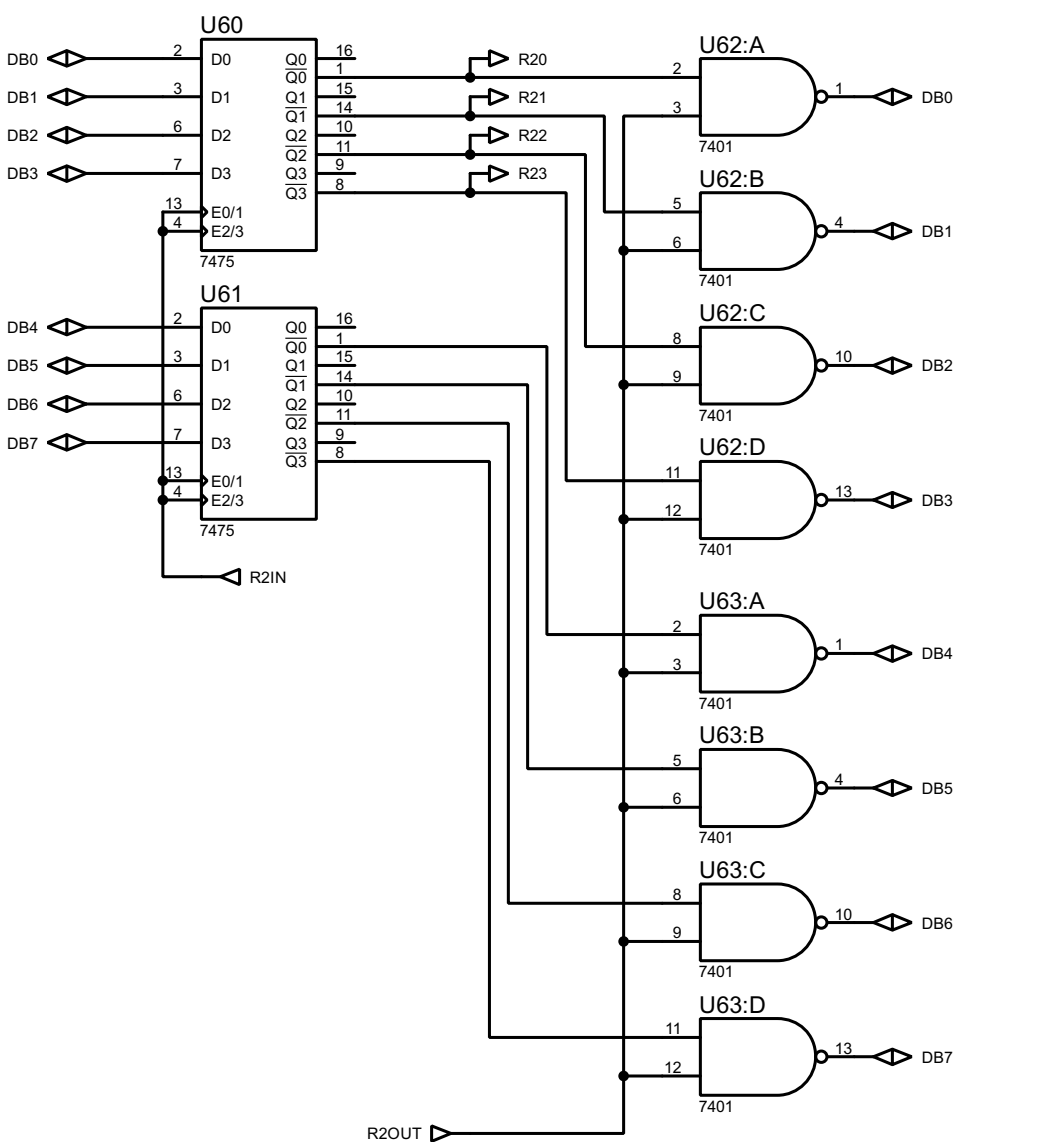 U60
DB0 2 D0 Q0 16
Q0 1 R20
DB1 3 D1 Q1 15
Q1 14 R21
DB2 6 D2 Q2 10
Q2 11 R22
DB3 7 D3 Q3 9
Q3 8 R23
13 E0/1
4 E2/3
7475
U61
DB4 2 D0 Q0 16
Q0 1
DB5 3 D1 Q1 15
Q1 14
DB6 6 D2 Q2 10
Q2 11
DB7 7 D3 Q3 9
Q3 8
13 E0/1
4 E2/3
7475
R2IN
U62:A
2
1 DB0
3
7401
U62:B
5
4 DB1
6
7401
U62:C
8
10 DB2
9
7401
U62:D
11
13 DB3
12
7401
U63:A
2
1 DB4
3
7401
U63:B
5
4 DB5
6
7401
U63:C
8
10 DB6
9
7401
U63:D
11
13 DB7
12
7401
R2OUT